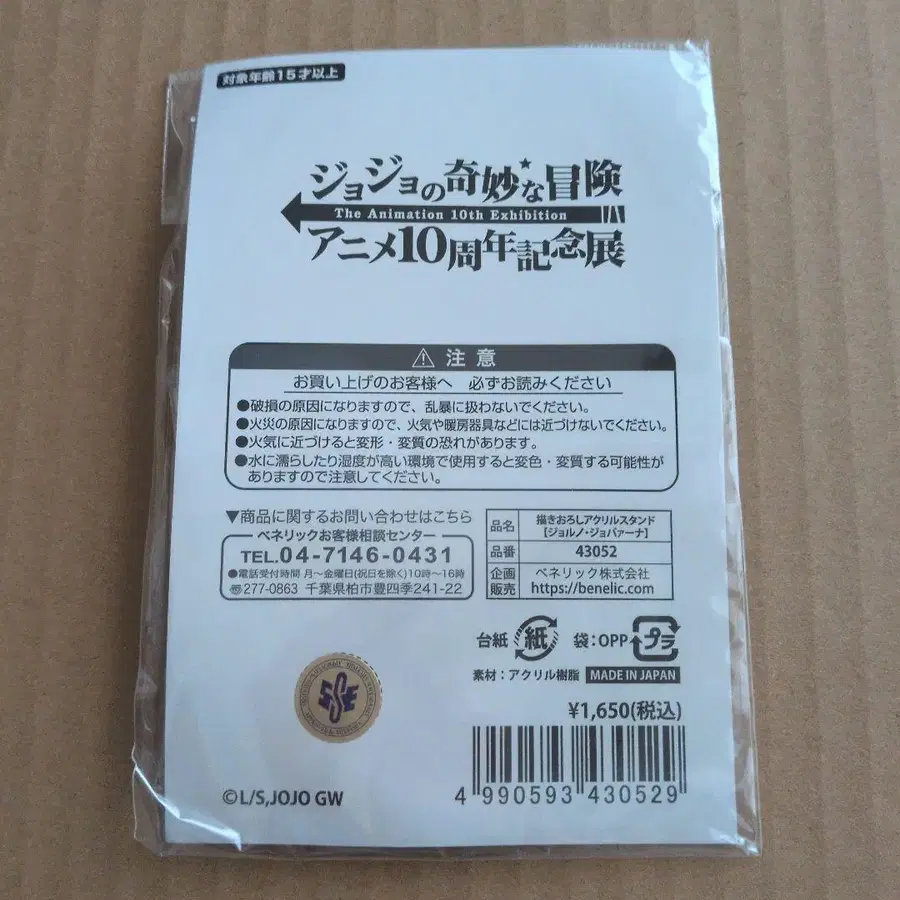 対象年齢15才以上
ジョジョの奇妙な冒険
The Animation 10th Exhibition
アニメ10周年記念展
注意
お買い上げのお客様へ 必ずお読みください
●破損の原因になりますので、乱暴に扱わないでください。
●火災の原因になりますので、火気や暖房器具などには近づけないでください。
●火気に近づけると変形・変質の恐れがあります。
●水に濡らしたり湿度が高い環境で使用すると変色・変質する可能性が
ありますので注意してください。
▼商品に関するお問い合わせはこちら
ベネリックお客様相談センター
TEL.04-7146-0431
●電話受付時間 月〜金曜日(祝日を除く)10時〜16時
〠277-0863 千葉県柏市豊四季241-22
品名 描きおろしアクリルスタンド
【ジョルノ・ジョバァーナ】
品番 43052
企画 販売 ベネリック株式会社
https://benelic.com
台紙 紙 袋:OPP プラ
素材:アクリル樹脂 MADE IN JAPAN
¥1,650(税込)
SSE
©L/S,JOJO GW
4 990593 430529